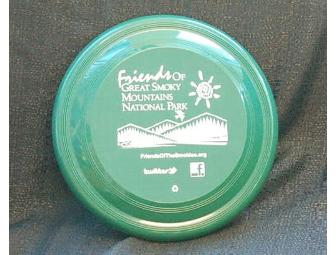 Friends OF
GREAT SMOKY
MOUNTAINS
NATIONAL PARK
FriendsOfTheSmokies.org
twitter
f